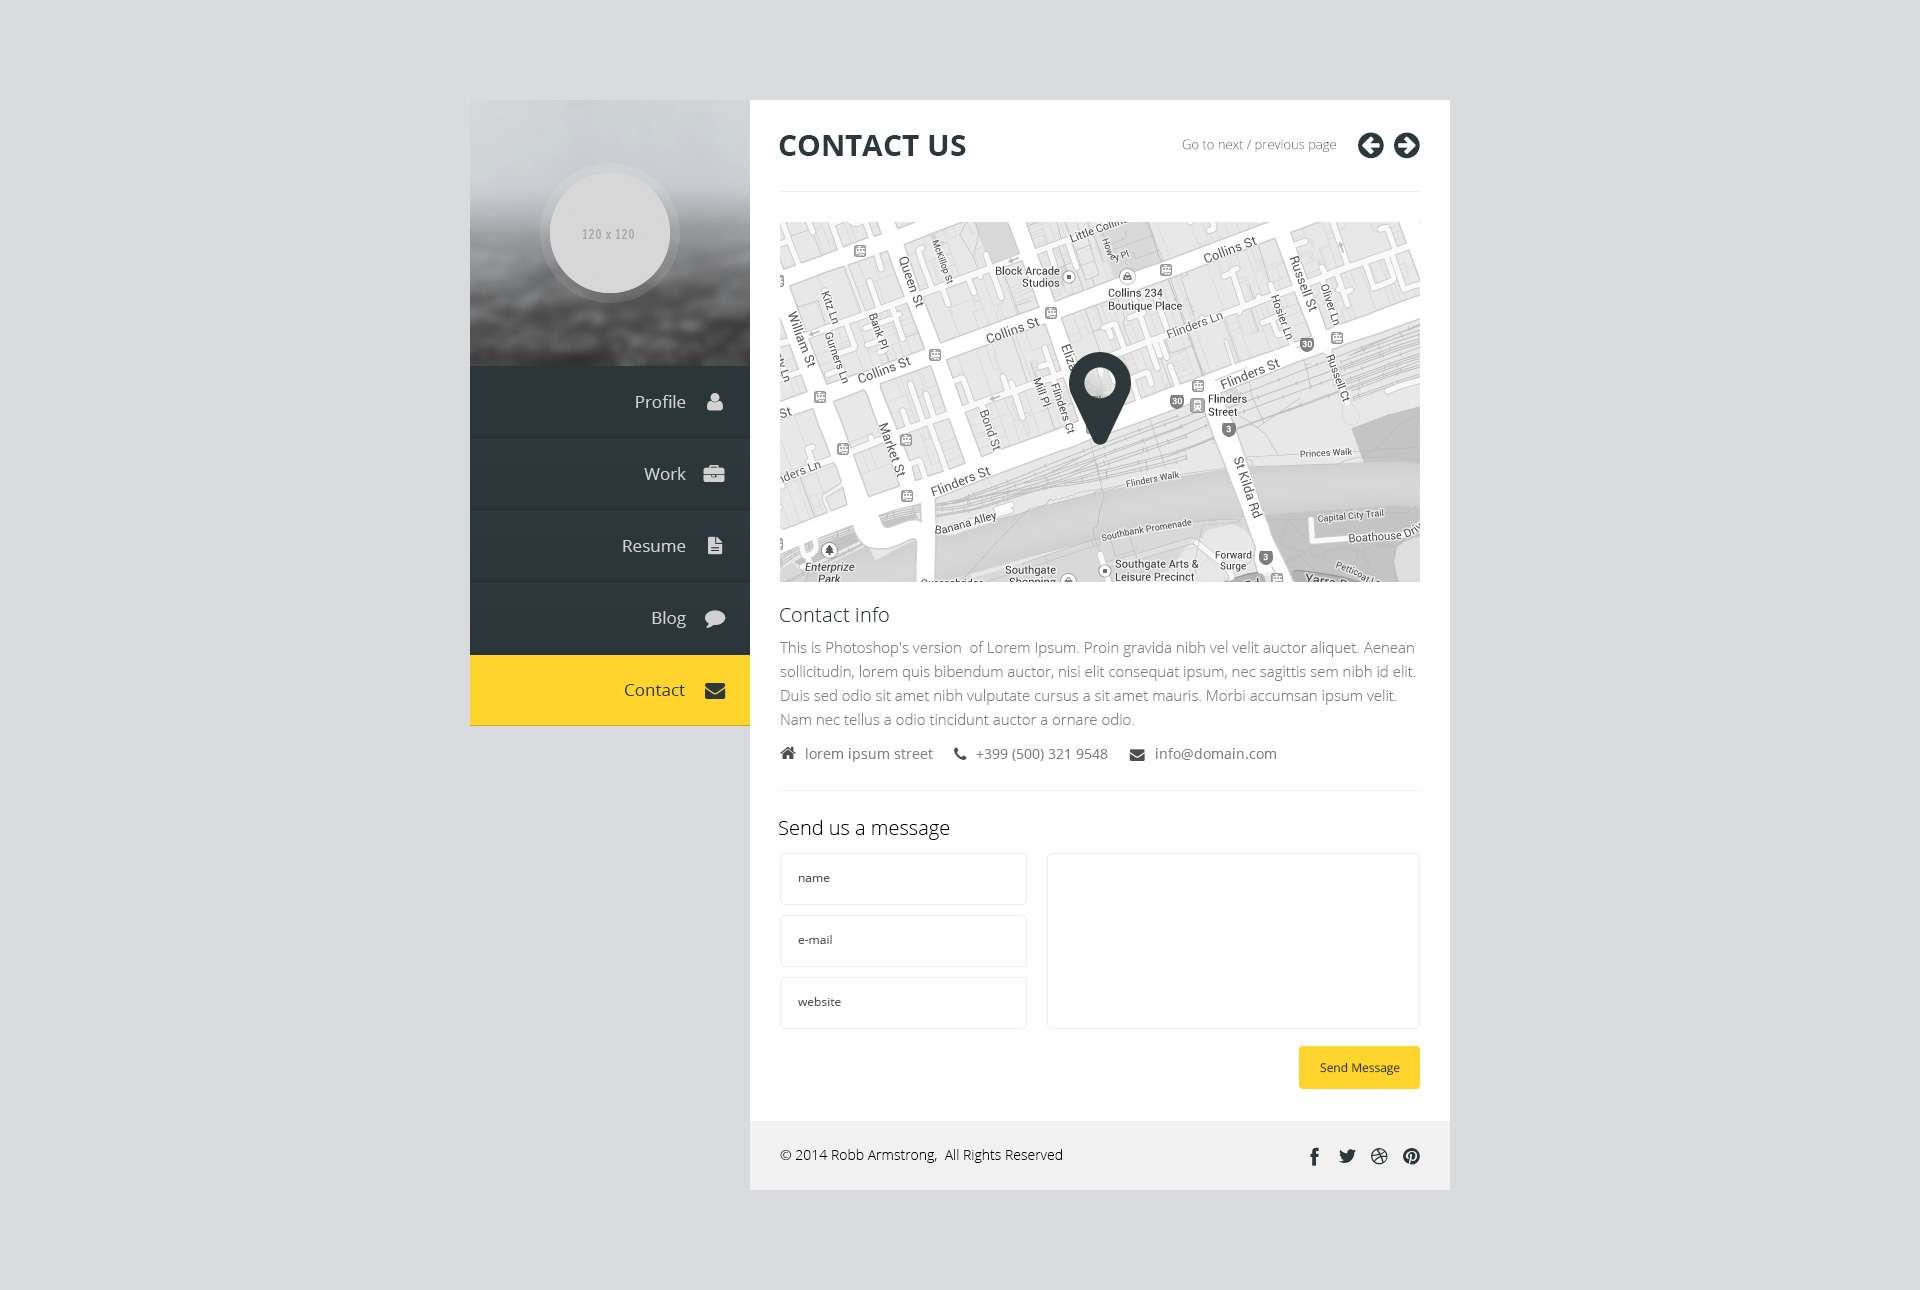 120 x 120
Profile
Work
Resume
Blog
Contact
CONTACT US
Go to next / previous page
Little Collins
McKillop St
Howey Pl
Collins St
Queen St
Block Arcade
Studios
Russell St
Collins 234
Boutique Place
Kitz Ln
Oliver Ln
Hosier Ln
William St
Bank Pl
Flinders Ln
Collins St
Gurners Ln
30
Collins St
Flinders St
Russell Ct
Mill Pl
Flinders Ct
30
Flinders
Street
St
Bond St
3
Market St
Princes Walk
Flinders St
Flinders Walk
St Kilda Rd
Banana Alley
Southbank Promenade
Capital City Trail
Boathouse Driv
Enterprize
Park
Forward
Surge
3
Southgate
Southgate Arts &
Leisure Precinct
Contact info
This is Photoshop's version  of Lorem Ipsum. Proin gravida nibh vel velit auctor aliquet. Aenean
sollicitudin, lorem quis bibendum auctor, nisi elit consequat ipsum, nec sagittis sem nibh id elit.
Duis sed odio sit amet nibh vulputate cursus a sit amet mauris. Morbi accumsan ipsum velit.
Nam nec tellus a odio tincidunt auctor a ornare odio.
lorem ipsum street +399 (500) 321 9548 info@domain.com
Send us a message
name
e-mail
website
Send Message
© 2014 Robb Armstrong,  All Rights Reserved